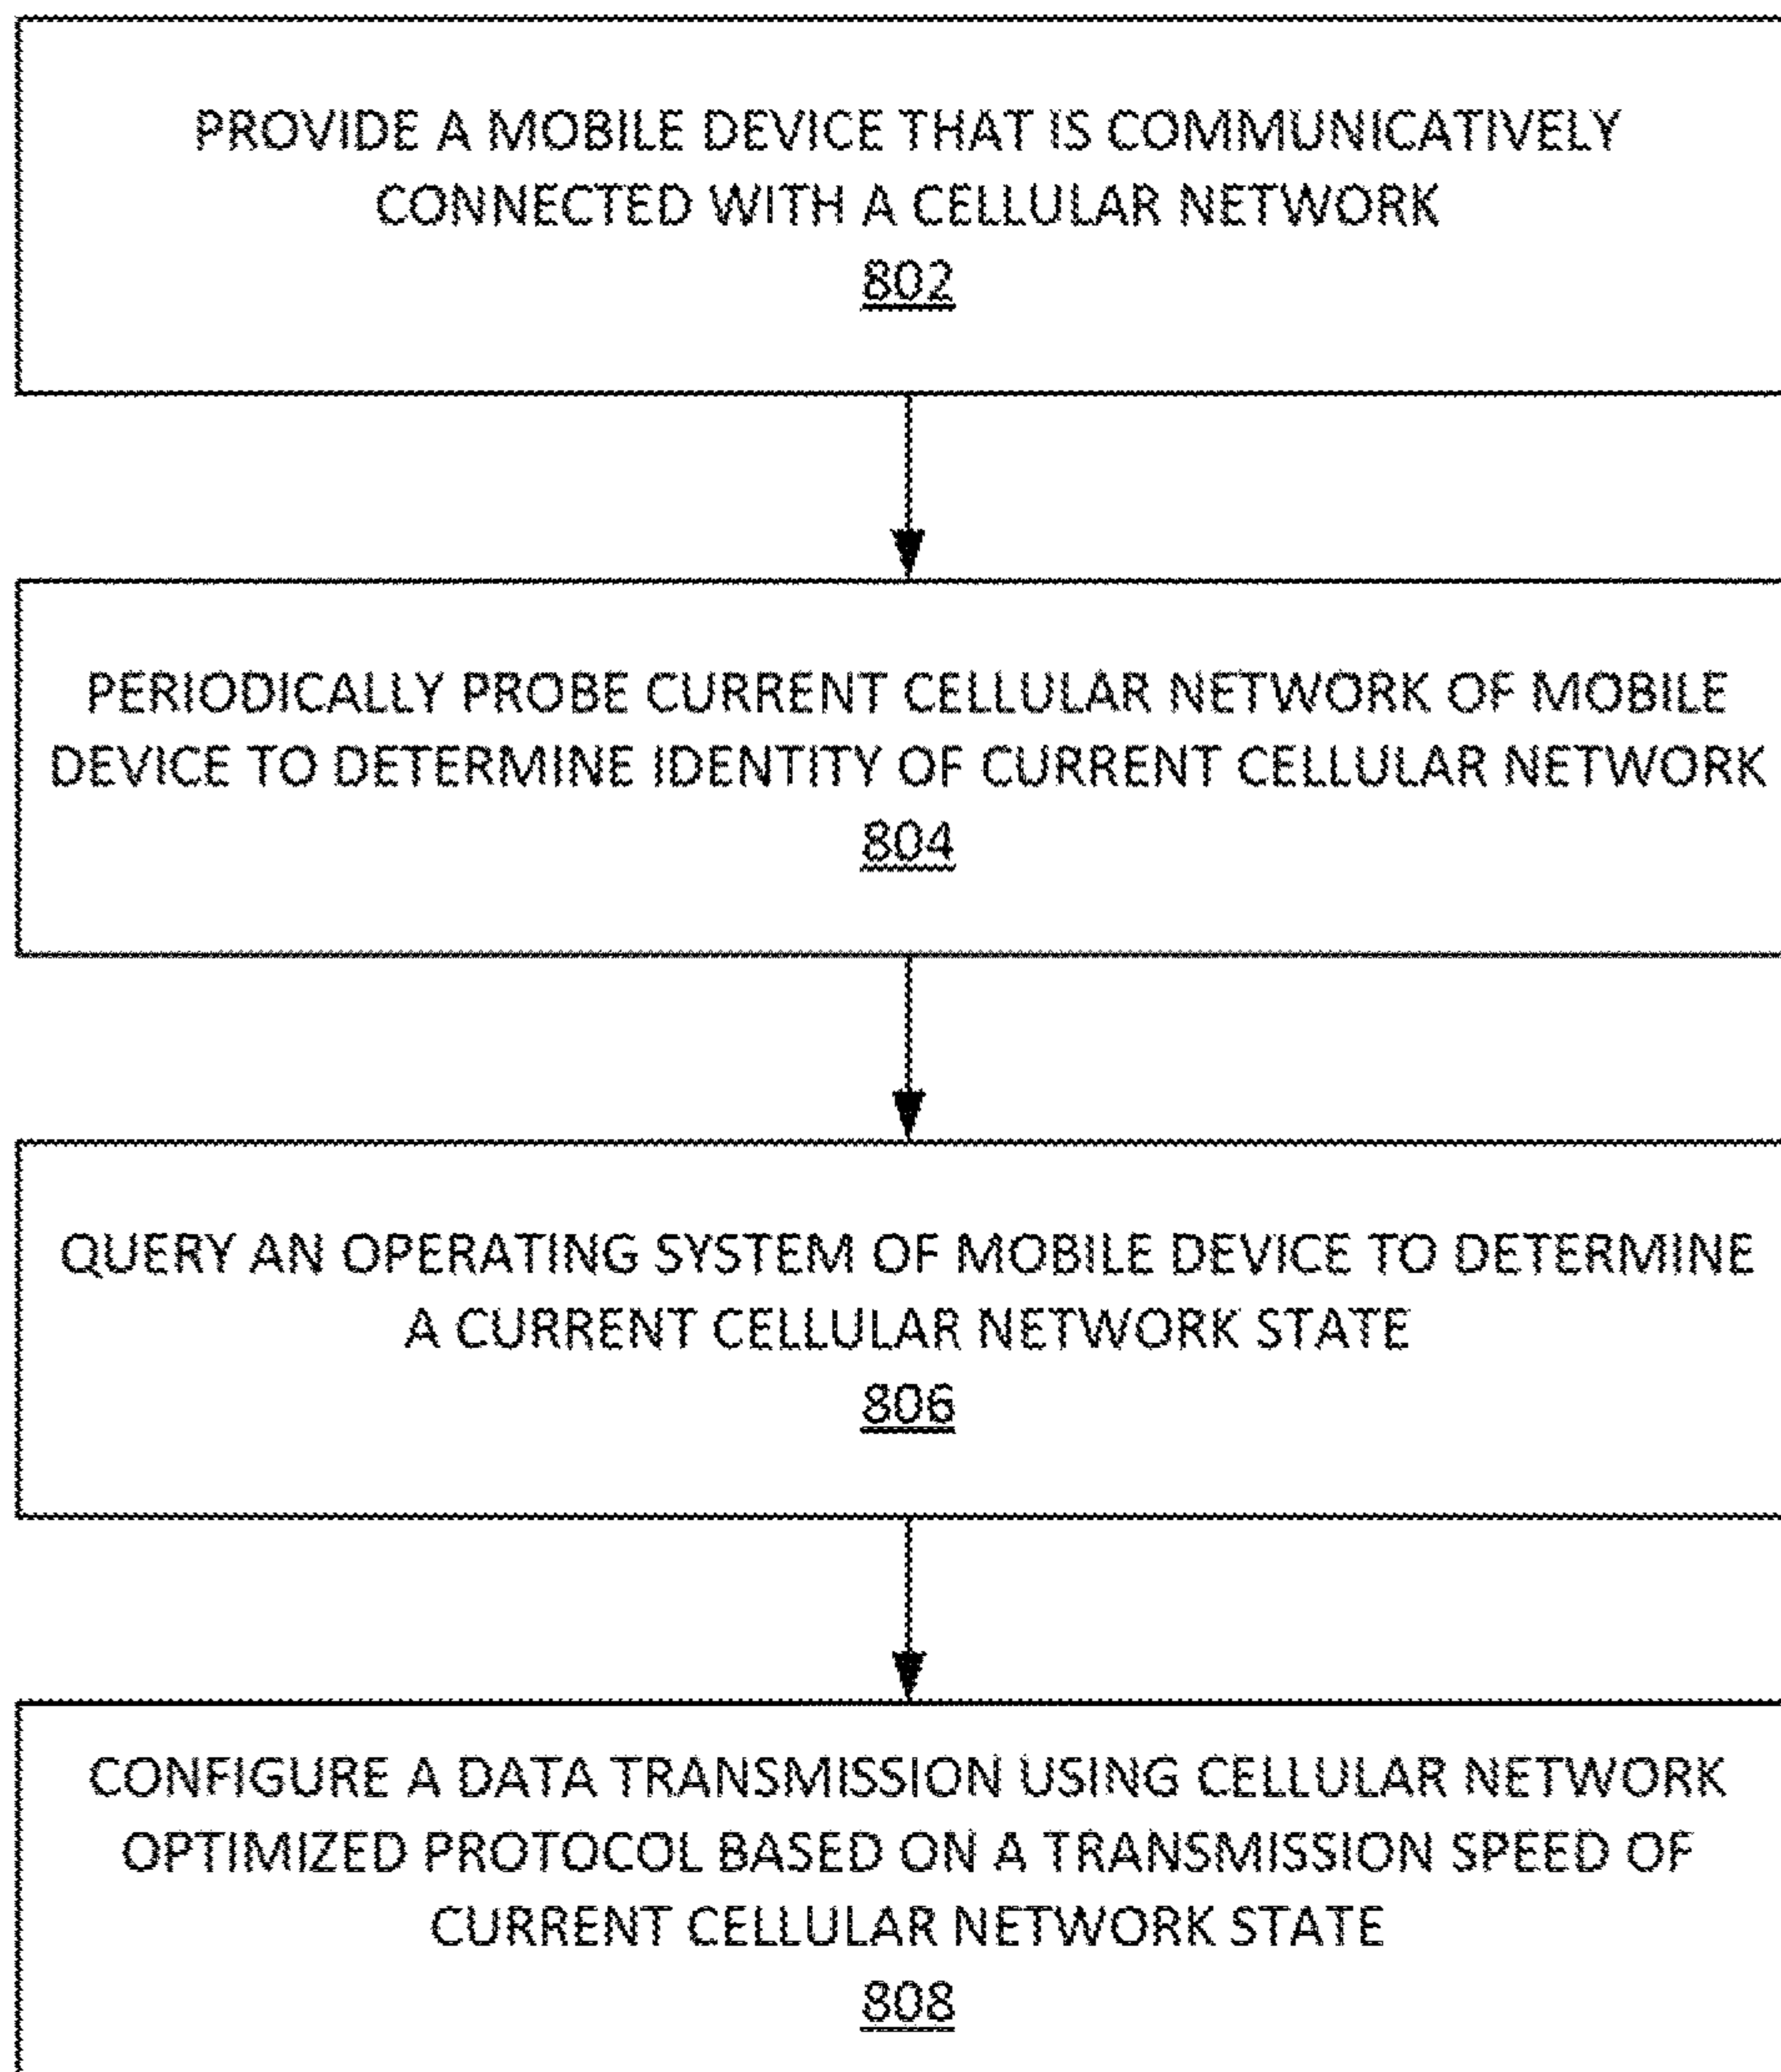 PROVIDE A MOBILE DEVICE THAT IS COMMUNICATIVELY
CONNECTED WITH A CELLULAR NETWORK
802
PERIODICALLY PROBE CURRENT CELLULAR NETWORK OF MOBILE
DEVICE TO DETERMINE IDENTITY OF CURRENT CELLULAR NETWORK
804
QUERY AN OPERATING SYSTEM OF MOBILE DEVICE TO DETERMINE
A CURRENT CELLULAR NETWORK STATE
806
CONFIGURE A DATA TRANSMISSION USING CELLULAR NETWORK
OPTIMIZED PROTOCOL BASED ON A TRANSMISSION SPEED OF
CURRENT CELLULAR NETWORK STATE
808